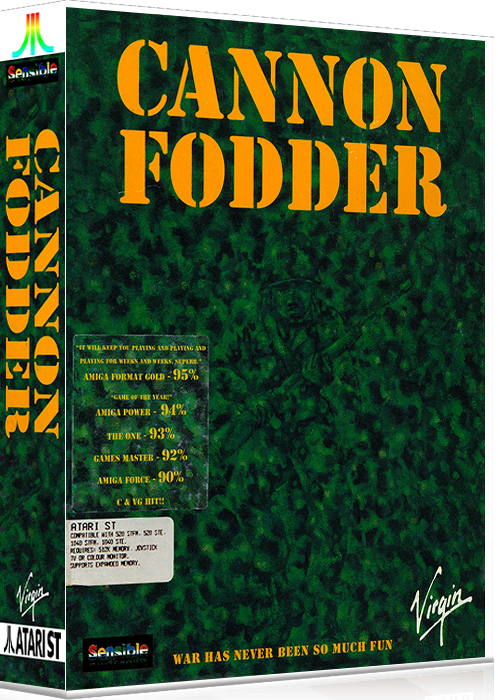 Sensible
CANNON
FODDER
Virgin
ATARI ST
CANNON
FODDER
"IT WILL KEEP YOU PLAYING AND PLAYING AND
PLAYING FOR WEEKS AND WEEKS, SUPERB."
AMIGA FORMAT GOLD - 95%
"GAME OF THE YEAR!"
AMIGA POWER - 94%
THE ONE - 93%
GAMES MASTER - 92%
AMIGA FORCE - 90%
C & VG HIT!!
ATARI ST
COMPATIBLE WITH 520 STFM, 520 STE,
1040 STFM, 1040 STE.
REQUIRES: 512K MEMORY, JOYSTICK
TV OR COLOUR MONITOR.
SUPPORTS EXPANDED MEMORY.
Sensible
Virgin
WAR HAS NEVER BEEN SO MUCH FUN